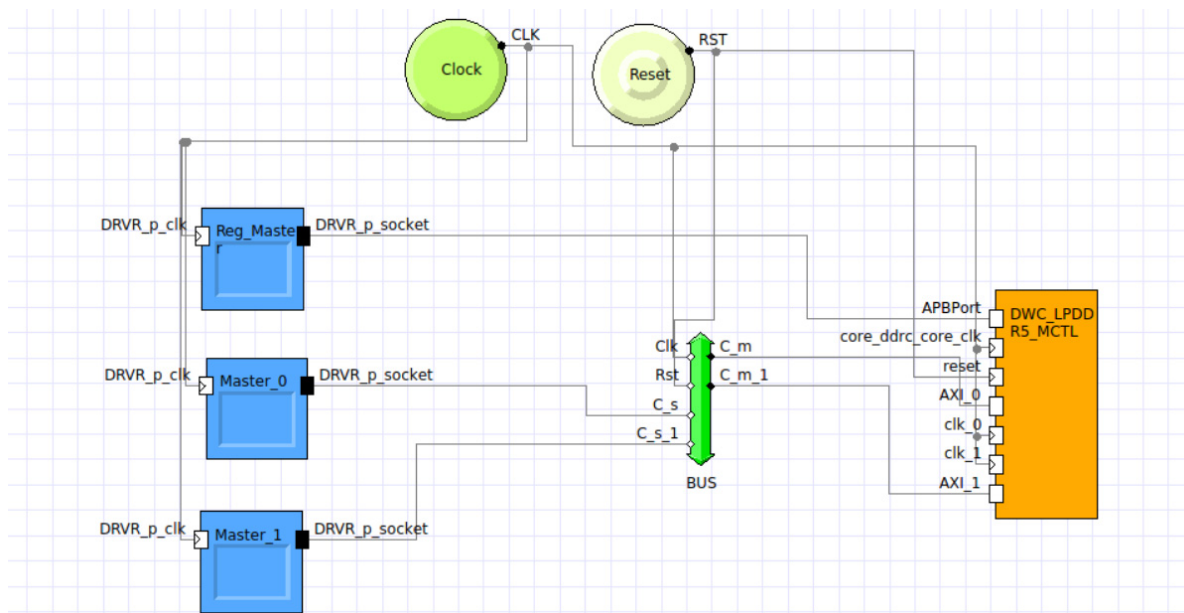 CLK
RST
Clock
Reset
DRVR_p_clk
Reg_Maste
r
DRVR_p_socket
APBPort
DWC_LPDD
R5_MCTL
core_ddrc_core_clk
Clk
C_m
reset
DRVR_p_clk
Master_0
DRVR_p_socket
Rst
C_m_1
AXI_0
C_s
clk_0
C_s_1
clk_1
BUS
AXI_1
DRVR_p_clk
Master_1
DRVR_p_socket